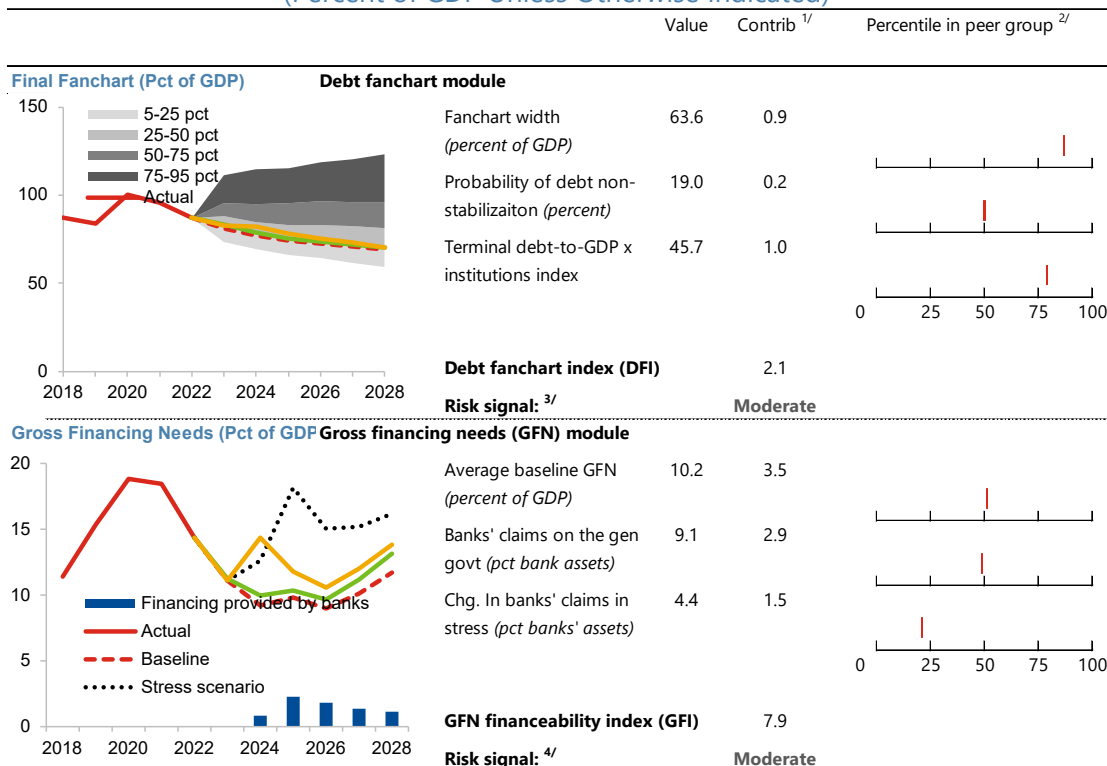 (Percent of GDP Unless Otherwise Indicated)
Value Contrib 1/ Percentile in peer group 2/
Final Fanchart (Pct of GDP) Debt fanchart module
150
100
50
0
5-25 pct
25-50 pct
50-75 pct
75-95 pct
Actual
2018 2020 2022 2024 2026 2028
Fanchart width 63.6 0.9
(percent of GDP)
Probability of debt non- 19.0 0.2
stabilizaiton (percent)
Terminal debt-to-GDP x 45.7 1.0
institutions index
0 25 50 75 100
Debt fanchart index (DFI) 2.1
Risk signal: 3/ Moderate
Gross Financing Needs (Pct of GDP Gross financing needs (GFN) module
20
15
10
5
0
Financing provided by banks
Actual
Baseline
Stress scenario
2018 2020 2022 2024 2026 2028
Average baseline GFN 10.2 3.5
(percent of GDP)
Banks' claims on the gen 9.1 2.9
govt (pct bank assets)
Chg. In banks' claims in 4.4 1.5
stress (pct banks' assets)
0 25 50 75 100
GFN financeability index (GFI) 7.9
Risk signal: 4/ Moderate